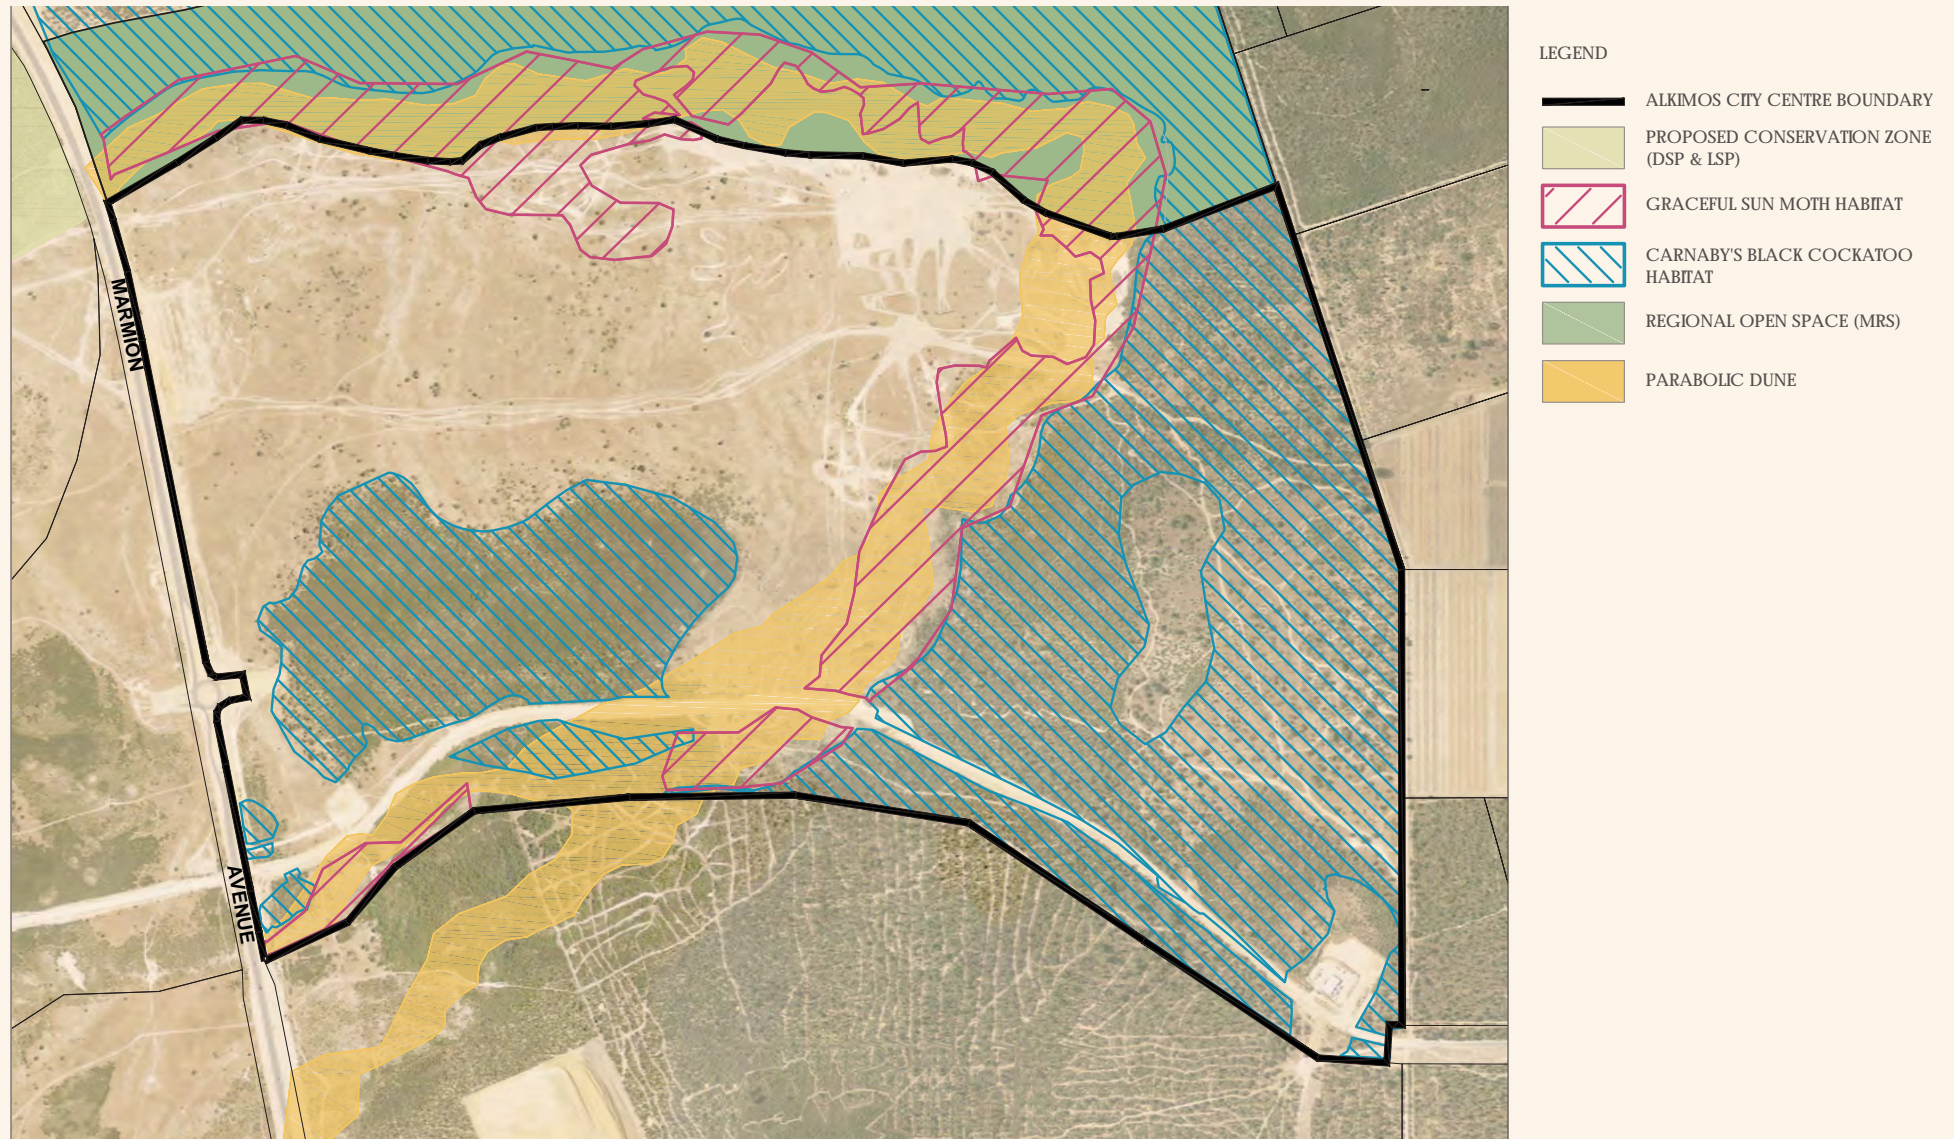 LEGEND
ALKIMOS CITY CENTRE BOUNDARY
PROPOSED CONSERVATION ZONE
(DSP & LSP)
GRACEFUL SUN MOTH HABITAT
CARNABY'S BLACK COCKATOO
HABITAT
REGIONAL OPEN SPACE (MRS)
PARABOLIC DUNE
MARMION
AVENUE